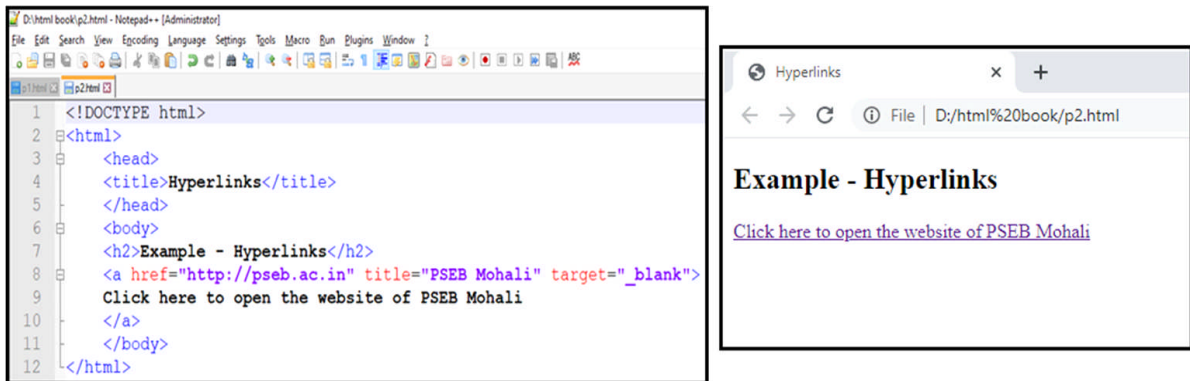 D:\html book\p2.html - Notepad++ [Administrator]
File Edit Search View Encoding Language Settings Tools Macro Run Plugins Window ?
p1.html p2.html
1 <!DOCTYPE html>
2 <html>
3 <head>
4 <title>Hyperlinks</title>
5 </head>
6 <body>
7 <h2>Example - Hyperlinks</h2>
8 <a href="http://pseb.ac.in" title="PSEB Mohali" target="_blank">
9 Click here to open the website of PSEB Mohali
10 </a>
11 </body>
12 </html>
Hyperlinks
File D:/html%20book/p2.html
Example - Hyperlinks
Click here to open the website of PSEB Mohali